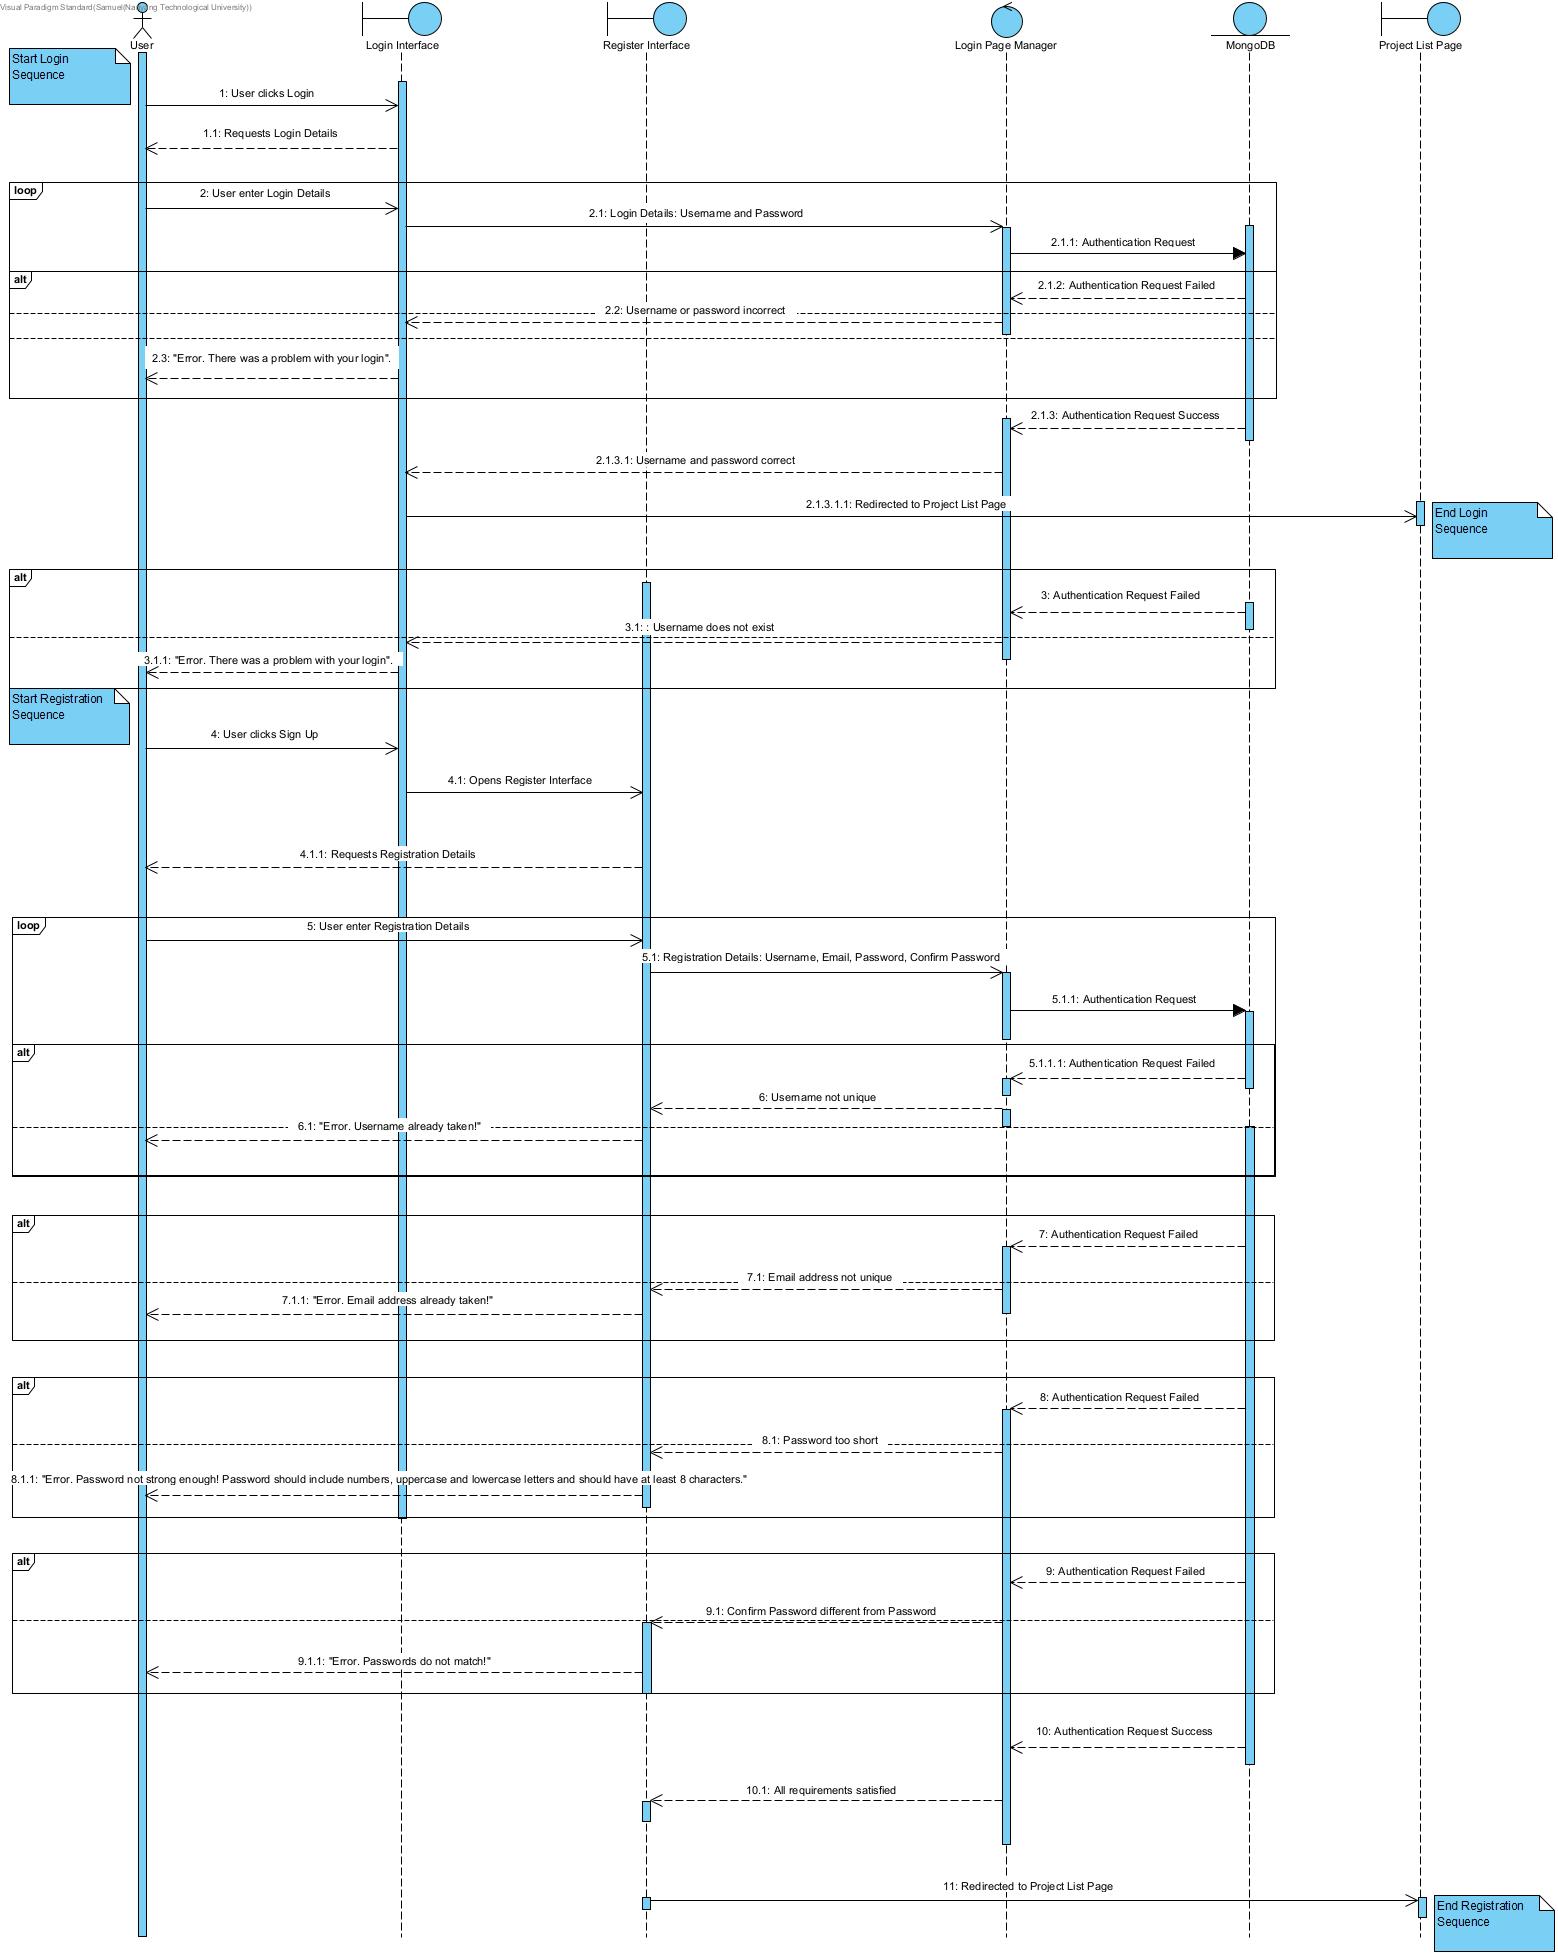 Visual Paradigm Standard(Samuel(Nanyang Technological University))
User
Login Interface
Register Interface
Login Page Manager
MongoDB
Project List Page
Start Login
Sequence
1: User clicks Login
1.1: Requests Login Details
loop
2: User enter Login Details
2.1: Login Details: Username and Password
2.1.1: Authentication Request
alt
2.1.2: Authentication Request Failed
2.2: Username or password incorrect
2.3: "Error. There was a problem with your login".
2.1.3: Authentication Request Success
2.1.3.1: Username and password correct
2.1.3.1.1: Redirected to Project List Page
End Login
Sequence
alt
3: Authentication Request Failed
3.1: : Username does not exist
3.1.1: "Error. There was a problem with your login".
Start Registration
Sequence
4: User clicks Sign Up
4.1: Opens Register Interface
4.1.1: Requests Registration Details
loop
5: User enter Registration Details
5.1: Registration Details: Username, Email, Password, Confirm Password
5.1.1: Authentication Request
alt
5.1.1.1: Authentication Request Failed
6: Username not unique
6.1: "Error. Username already taken!"
alt
7: Authentication Request Failed
7.1: Email address not unique
7.1.1: "Error. Email address already taken!"
alt
8: Authentication Request Failed
8.1: Password too short
8.1.1: "Error. Password not strong enough! Password should include numbers, uppercase and lowercase letters and should have at least 8 characters."
alt
9: Authentication Request Failed
9.1: Confirm Password different from Password
9.1.1: "Error. Passwords do not match!"
10: Authentication Request Success
10.1: All requirements satisfied
11: Redirected to Project List Page
End Registration
Sequence